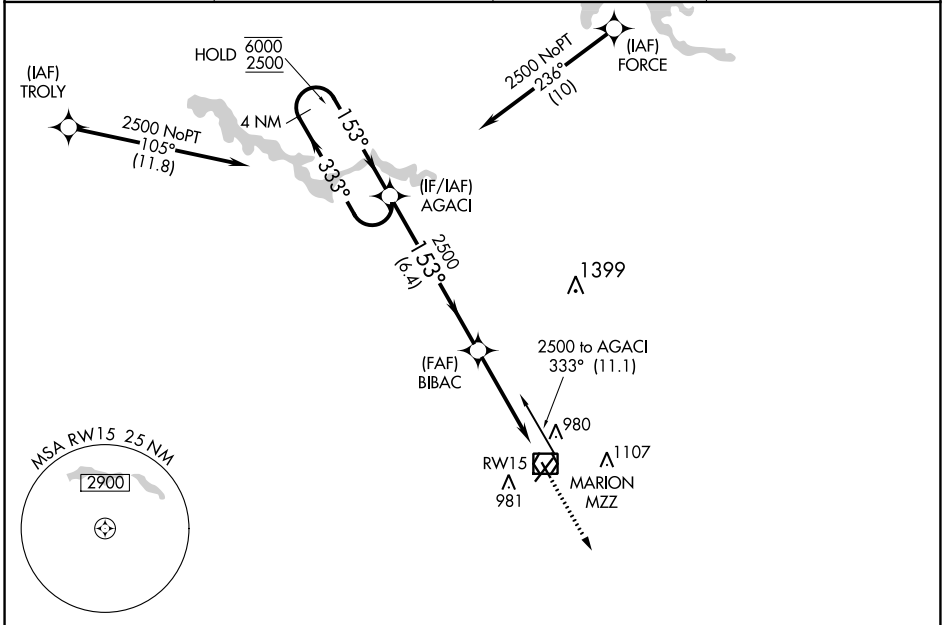 (IAF)
TROLY
2500 NoPT
105°
(11.8)
HOLD
6000
2500
4 NM
153°
333°
(IF/IAF)
AGACI
(IAF)
FORCE
2500 NoPT
236°
(10)
2500
153°
(6.4)
1399
(FAF)
BIBAC
2500 to AGACI
333° (11.1)
980
RW15
1107
981
MARION
MZZ
MSA RW15 25 NM
2900